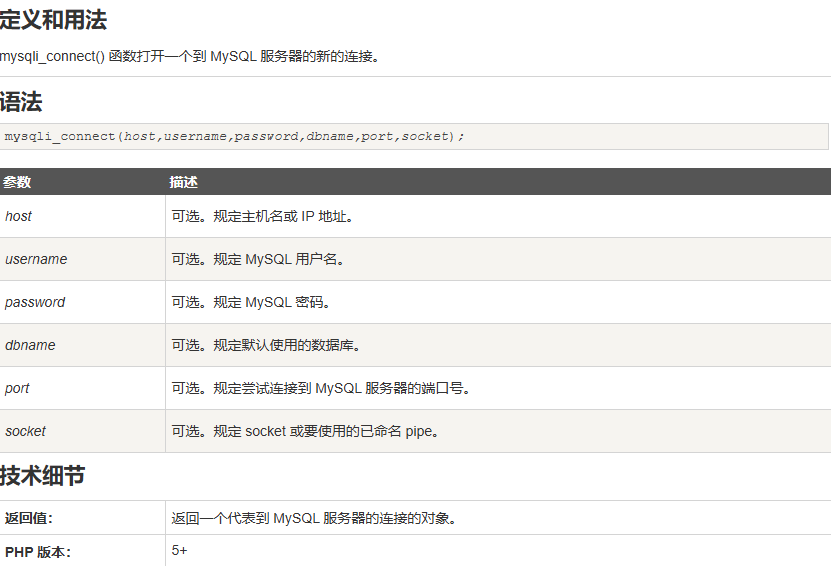 定义和用法
mysqli_connect() 函数打开一个到 MySQL 服务器的新的连接。
语法
mysqli_connect(host,username,password,dbname,port,socket);
参数 描述
host 可选。规定主机名或 IP 地址。
username 可选。规定 MySQL 用户名。
password 可选。规定 MySQL 密码。
dbname 可选。规定默认使用的数据库。
port 可选。规定尝试连接到 MySQL 服务器的端口号。
socket 可选。规定 socket 或要使用的已命名 pipe。
技术细节
返回值： 返回一个代表到 MySQL 服务器的连接的对象。
PHP 版本： 5+